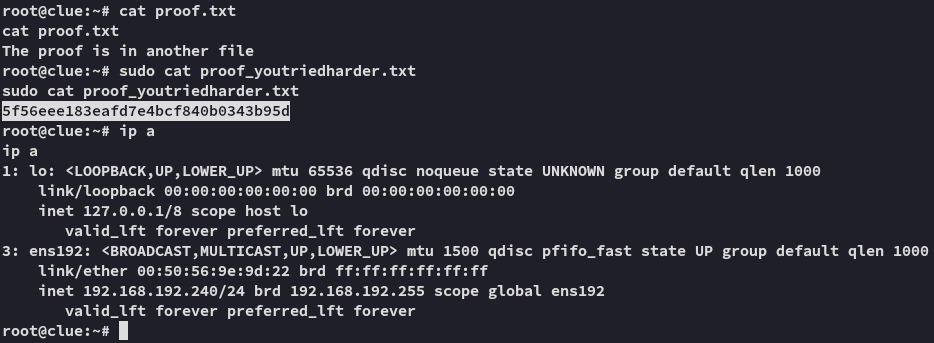 root@clue:~# cat proof.txt
cat proof.txt
The proof is in another file
root@clue:~# sudo cat proof_youtriedharder.txt
sudo cat proof_youtriedharder.txt
5f56eee183eafd7e4bcf840b0343b95d
root@clue:~# ip a
ip a
1: lo: <LOOPBACK,UP,LOWER_UP> mtu 65536 qdisc noqueue state UNKNOWN group default qlen 1000
    link/loopback 00:00:00:00:00:00 brd 00:00:00:00:00:00
    inet 127.0.0.1/8 scope host lo
       valid_lft forever preferred_lft forever
3: ens192: <BROADCAST,MULTICAST,UP,LOWER_UP> mtu 1500 qdisc pfifo_fast state UP group default qlen 1000
    link/ether 00:50:56:9e:9d:22 brd ff:ff:ff:ff:ff:ff
    inet 192.168.192.240/24 brd 192.168.192.255 scope global ens192
       valid_lft forever preferred_lft forever
root@clue:~#